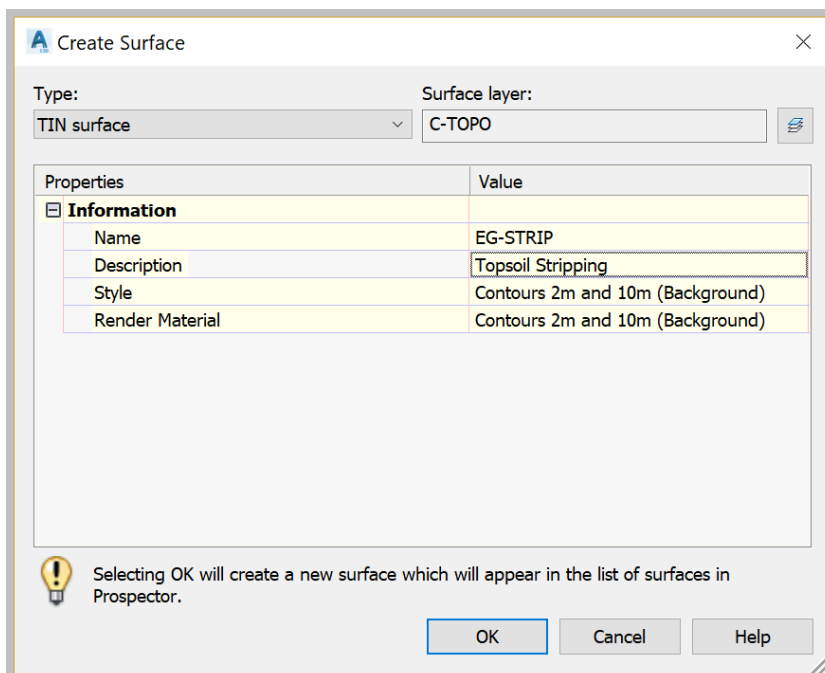 Create Surface
Type:
Surface layer:
TIN surface
C-TOPO
Properties
Value
Information
Name
EG-STRIP
Description
Topsoil Stripping
Style
Contours 2m and 10m (Background)
Render Material
Contours 2m and 10m (Background)
Selecting OK will create a new surface which will appear in the list of surfaces in
Prospector.
OK
Cancel
Help